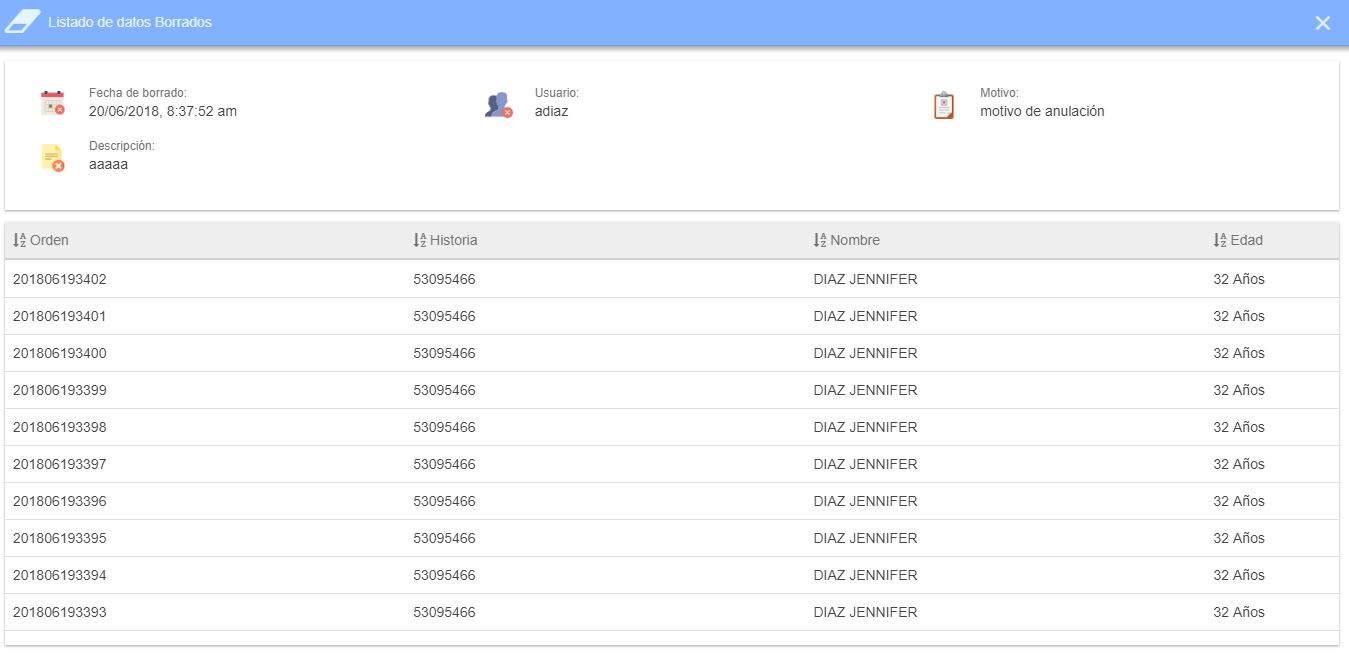 Listado de datos Borrados
Fecha de borrado: Usuario: Motivo:
20/06/2018, 8:37:52 am adiaz motivo de anulación
Descripción:
aaaaa
Orden Historia Nombre Edad
201806193402 53095466 DIAZ JENNIFER 32 Años
201806193401 53095466 DIAZ JENNIFER 32 Años
201806193400 53095466 DIAZ JENNIFER 32 Años
201806193399 53095466 DIAZ JENNIFER 32 Años
201806193398 53095466 DIAZ JENNIFER 32 Años
201806193397 53095466 DIAZ JENNIFER 32 Años
201806193396 53095466 DIAZ JENNIFER 32 Años
201806193395 53095466 DIAZ JENNIFER 32 Años
201806193394 53095466 DIAZ JENNIFER 32 Años
201806193393 53095466 DIAZ JENNIFER 32 Años